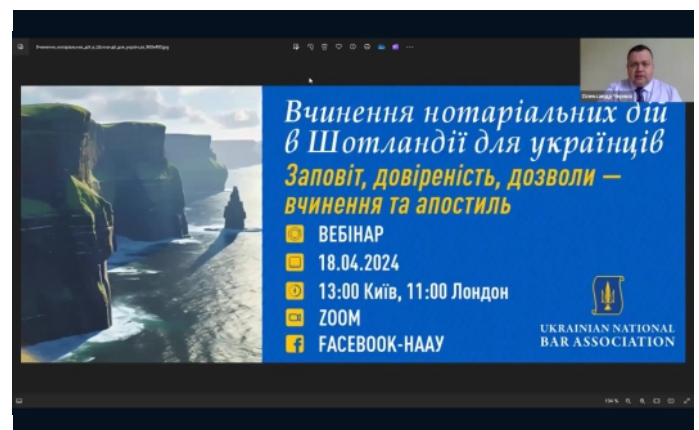 Вчинення нотаріальних дій
в Шотландії для українців
Заповіт, довіреність, дозволи —
вчинення та апостиль
ВЕБІНАР
18.04.2024
13:00 Київ, 11:00 Лондон
ZOOM
FACEBOOK-НААУ
UKRAINIAN NATIONAL
BAR ASSOCIATION